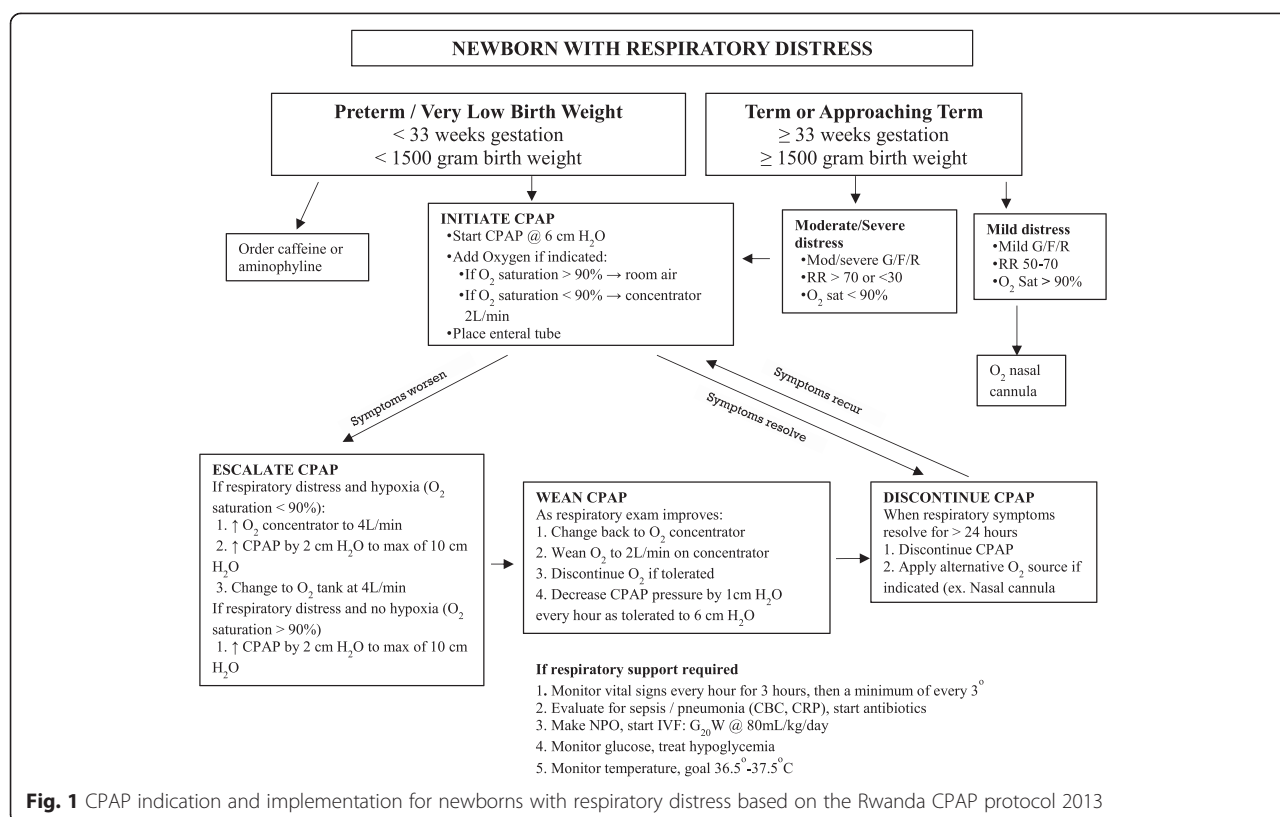 NEWBORN WITH RESPIRATORY DISTRESS
Preterm / Very Low Birth Weight
< 33 weeks gestation
< 1500 gram birth weight
Term or Approaching Term
≥ 33 weeks gestation
≥ 1500 gram birth weight
Order caffeine or
aminophyline
INITIATE CPAP
•Start CPAP @ 6 cm H₂O
•Add Oxygen if indicated:
•If O₂ saturation > 90% → room air
•If O₂ saturation < 90% → concentrator
2L/min
•Place enteral tube
Moderate/Severe
distress
•Mod/severe G/F/R
•RR > 70 or <30
•O₂ sat < 90%
Mild distress
•Mild G/F/R
•RR 50-70
•O₂ Sat > 90%
O₂ nasal
cannula
Symptoms worsen
Symptoms resolve
Symptoms recur
ESCALATE CPAP
If respiratory distress and hypoxia (O₂
saturation < 90%):
1. ↑ O₂ concentrator to 4L/min
2. ↑ CPAP by 2 cm H₂O to max of 10 cm
H₂O
3. Change to O₂ tank at 4L/min
If respiratory distress and no hypoxia (O₂
saturation > 90%)
1. ↑ CPAP by 2 cm H₂O to max of 10 cm
H₂O
WEAN CPAP
As respiratory exam improves:
1. Change back to O₂ concentrator
2. Wean O₂ to 2L/min on concentrator
3. Discontinue O₂ if tolerated
4. Decrease CPAP pressure by 1cm H₂O
every hour as tolerated to 6 cm H₂O
DISCONTINUE CPAP
When respiratory symptoms
resolve for > 24 hours
1. Discontinue CPAP
2. Apply alternative O₂ source if
indicated (ex. Nasal cannula
If respiratory support required
1. Monitor vital signs every hour for 3 hours, then a minimum of every 3°
2. Evaluate for sepsis / pneumonia (CBC, CRP), start antibiotics
3. Make NPO, start IVF: G₂₀W @ 80mL/kg/day
4. Monitor glucose, treat hypoglycemia
5. Monitor temperature, goal 36.5°-37.5°C
Fig. 1 CPAP indication and implementation for newborns with respiratory distress based on the Rwanda CPAP protocol 2013